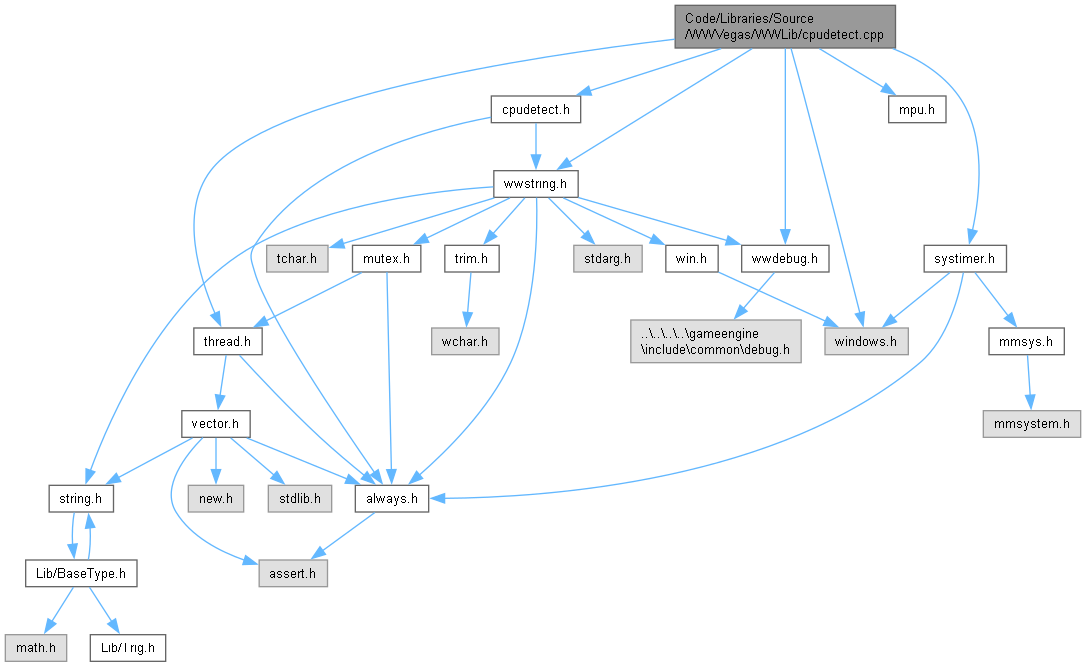 Code/Libraries/Source
/WWVegas/WWLib/cpudetect.cpp
cpudetect.h
mpu.h
wwstring.h
tchar.h
mutex.h
trim.h
stdarg.h
win.h
wwdebug.h
systimer.h
thread.h
wchar.h
..\..\..\..\gameengine
\include\common\debug.h
windows.h
mmsys.h
vector.h
mmsystem.h
string.h
new.h
stdlib.h
always.h
Lib/BaseType.h
assert.h
math.h
Lib/Trig.h